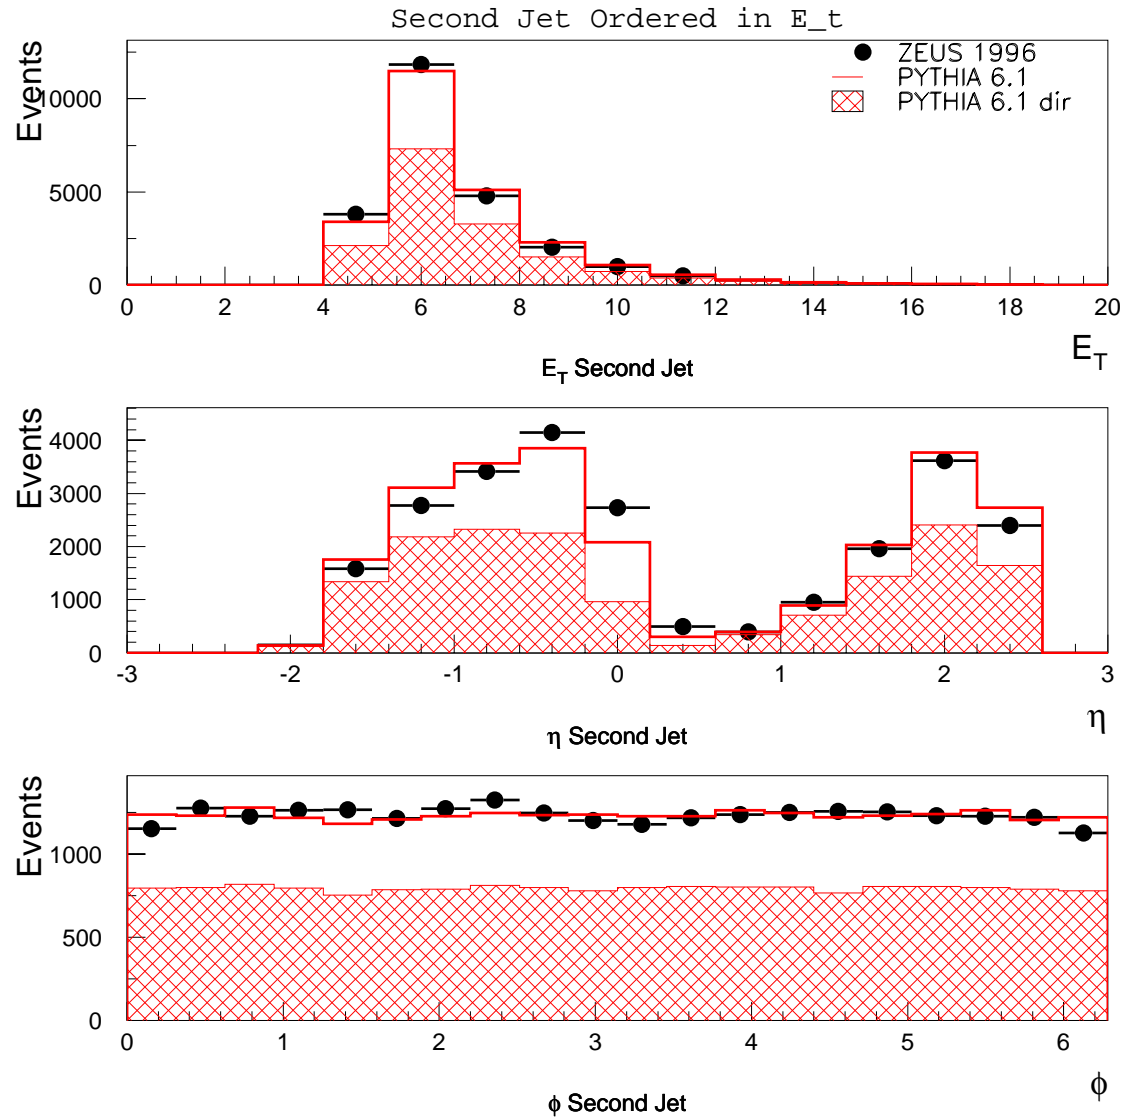 Second Jet Ordered in E_t
Events
ZEUS 1996
PYTHIA 6.1
PYTHIA 6.1 dir
10000
5000
0
0 2 4 6 8 10 12 14 16 18 20
E_T
E_T Second Jet
Events
4000
3000
2000
1000
0
-3 -2 -1 0 1 2 3
η
η Second Jet
Events
1000
500
0
0 1 2 3 4 5 6
ϕ
ϕ Second Jet